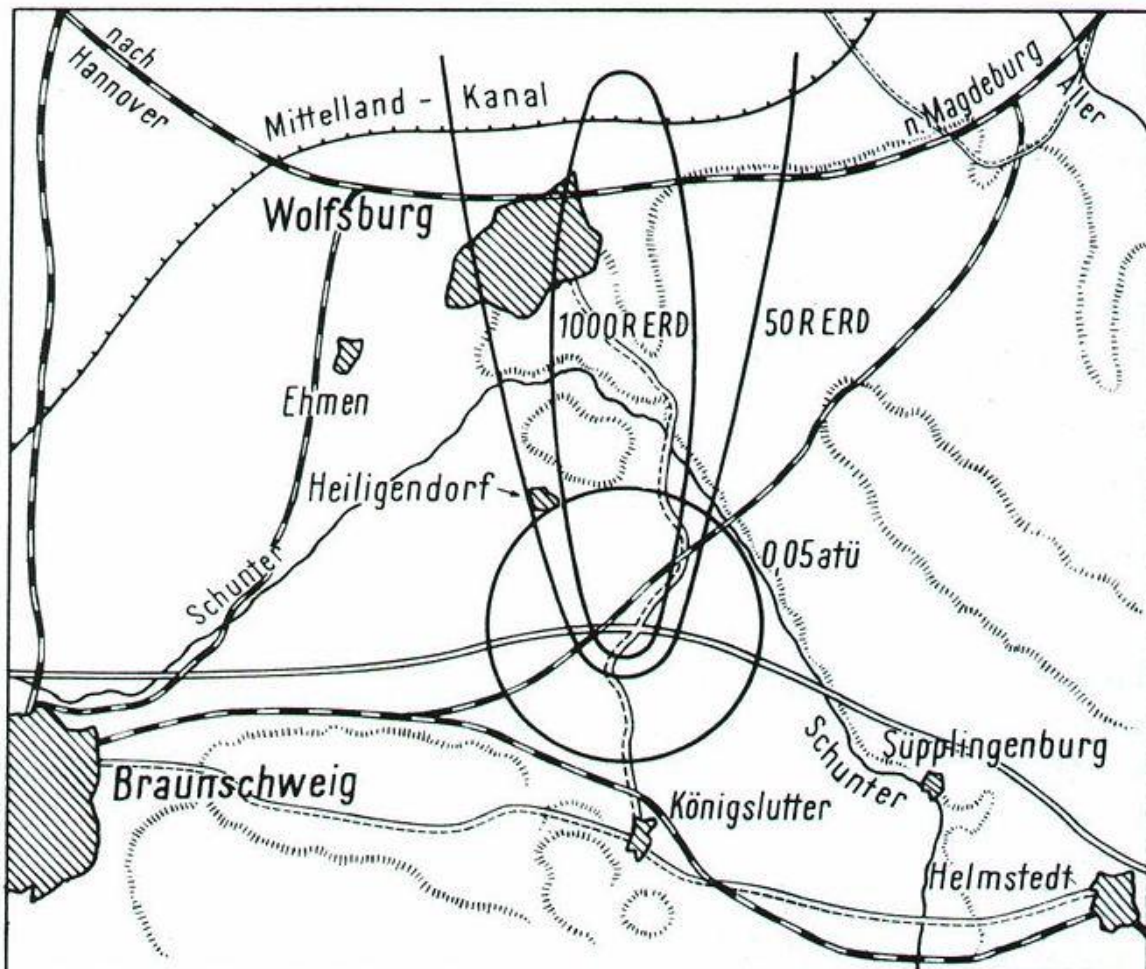 nach
Hannover
Mittelland - Kanal
n. Magdeburg
Aller
Wolfsburg
1000 R ERD
50 R ERD
Ehmen
Heiligendorf
0,05 atü
Schunter
Schunter
Süpplingenburg
Braunschweig
Königslutter
Helmstedt